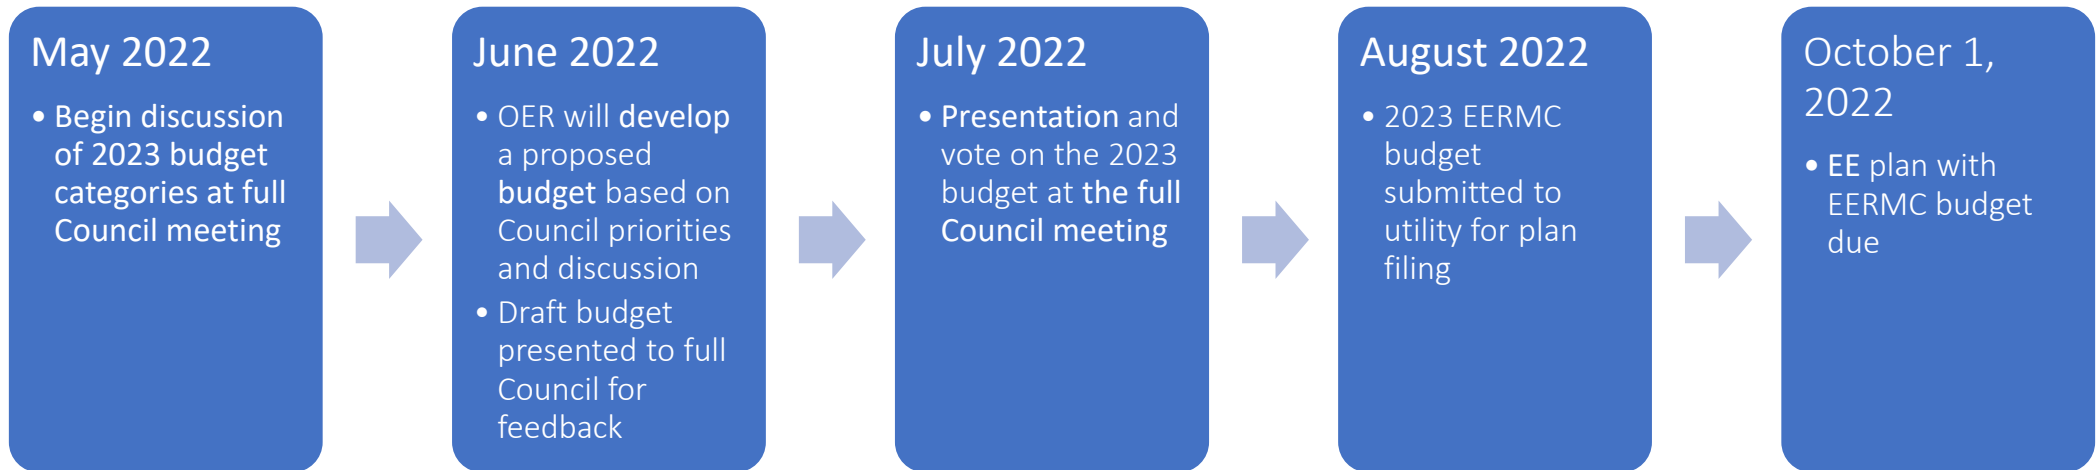 May 2022
• Begin discussion
of 2023 budget
categories at full
Council meeting
June 2022
• OER will develop
a proposed
budget based on
Council priorities
and discussion
• Draft budget
presented to full
Council for
feedback
July 2022
• Presentation and
vote on the 2023
budget at the full
Council meeting
August 2022
• 2023 EERMC
budget
submitted to
utility for plan
filing
October 1,
2022
• EE plan with
EERMC budget
due